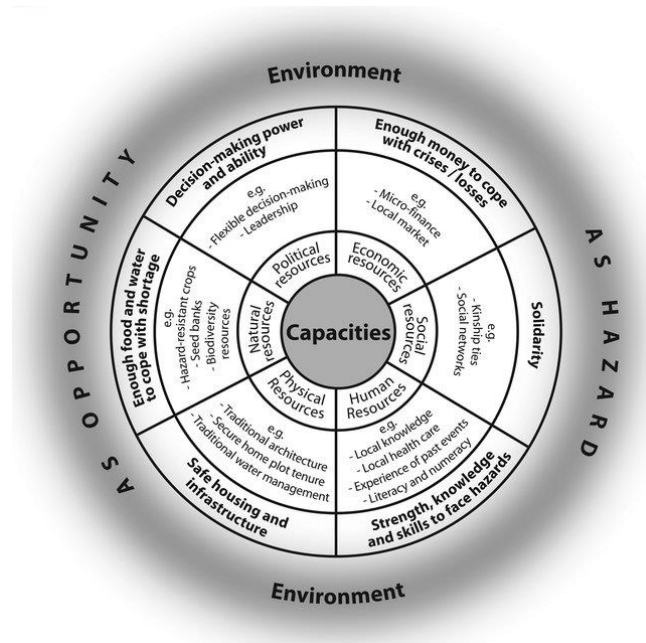 Environment
AS OPPORTUNITY
AS HAZARD
Decision-making power
and ability
e.g.
- Flexible decision-making
- Leadership
Political
resources
Enough money to cope
with crises / losses
e.g.
- Micro-finance
- Local market
Economic
resources
Solidarity
e.g.
- Kinship ties
- Social networks
Social
resources
Strength, knowledge
and skills to face hazards
e.g.
- Local knowledge
- Local health care
- Experience of past events
- Literacy and numeracy
Human
Resources
Safe housing and
infrastructure
e.g.
- Traditional architecture
- Secure home plot tenure
- Traditional water management
Physical
Resources
Enough food and water
to cope with shortage
e.g.
- Hazard-resistant crops
- Seed banks
- Biodiversity
resources
Natural
resources
Capacities
Environment